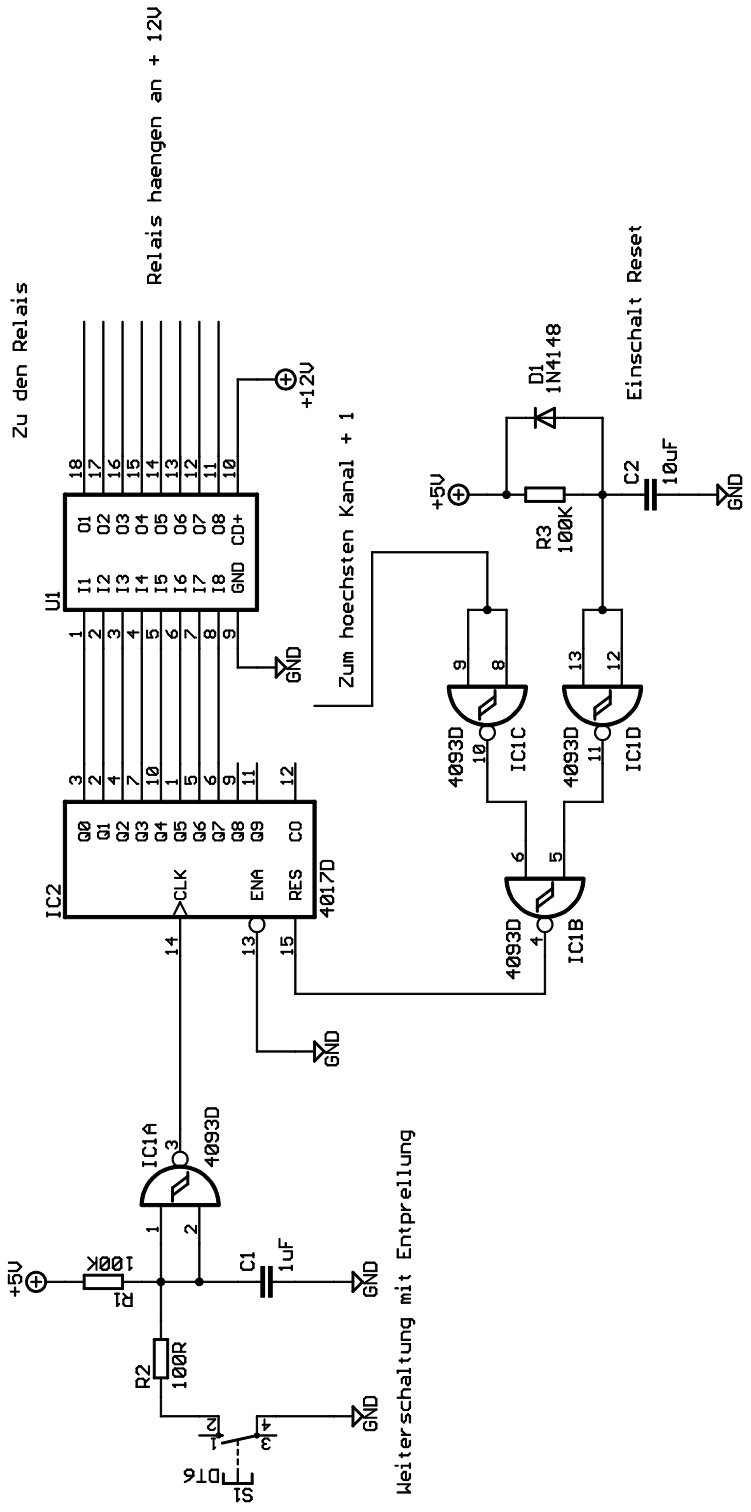 Zu den Relais
Relais haengen an + 12V
+5V
R1
100K
R2
100R
S1
DT6
1
2
3
4
GND
C1
1uF
GND
1
2
3
IC1A
4093D
Weiterschaltung mit Entprellung
IC2
4017D
14
CLK
13
ENA
15
RES
GND
Q0
3
Q1
2
Q2
4
Q3
7
Q4
10
Q5
1
Q6
5
Q7
6
Q8
9
Q9
11
CO
12
U1
1
I1
O1
18
2
I2
O2
17
3
I3
O3
16
4
I4
O4
15
5
I5
O5
14
6
I6
O6
13
7
I7
O7
12
8
I8
O8
11
9
GND
CD+
10
GND
+12V
Zum hoechsten Kanal + 1
4093D
IC1C
10
9
8
4093D
IC1D
11
13
12
4093D
IC1B
4
6
5
+5V
R3
100K
D1
1N4148
C2
10uF
GND
Einschalt Reset